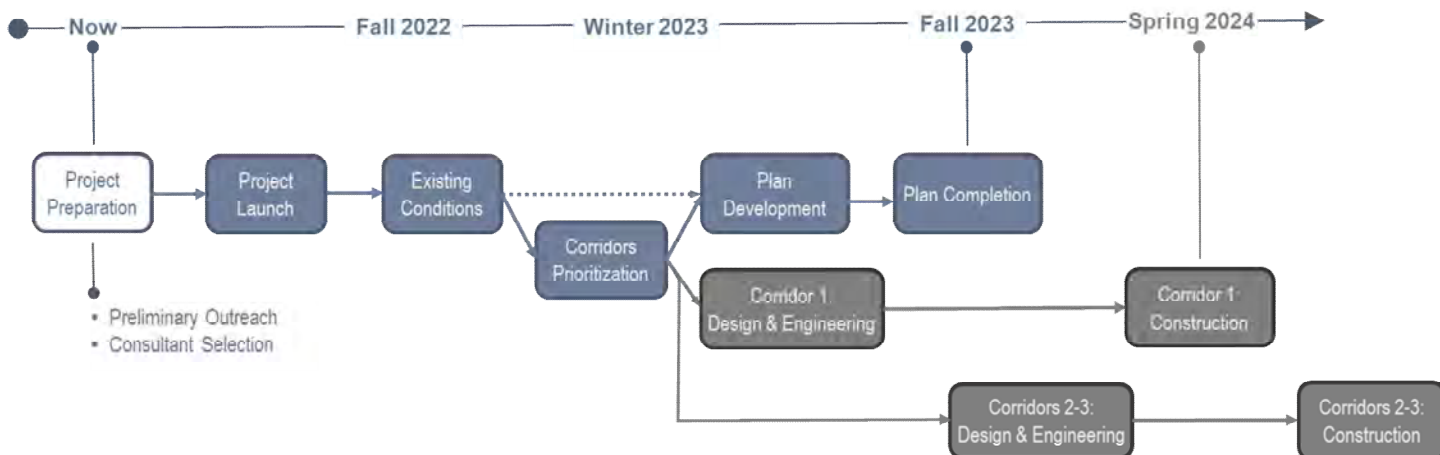 Now
Fall 2022
Winter 2023
Fall 2023
Spring 2024
Project
Preparation
Project
Launch
Existing
Conditions
Plan
Development
Plan Completion
Corridors
Prioritization
Corridor 1:
Design & Engineering
Corridor 1:
Construction
• Preliminary Outreach
• Consultant Selection
Corridors 2-3:
Design & Engineering
Corridors 2-3:
Construction